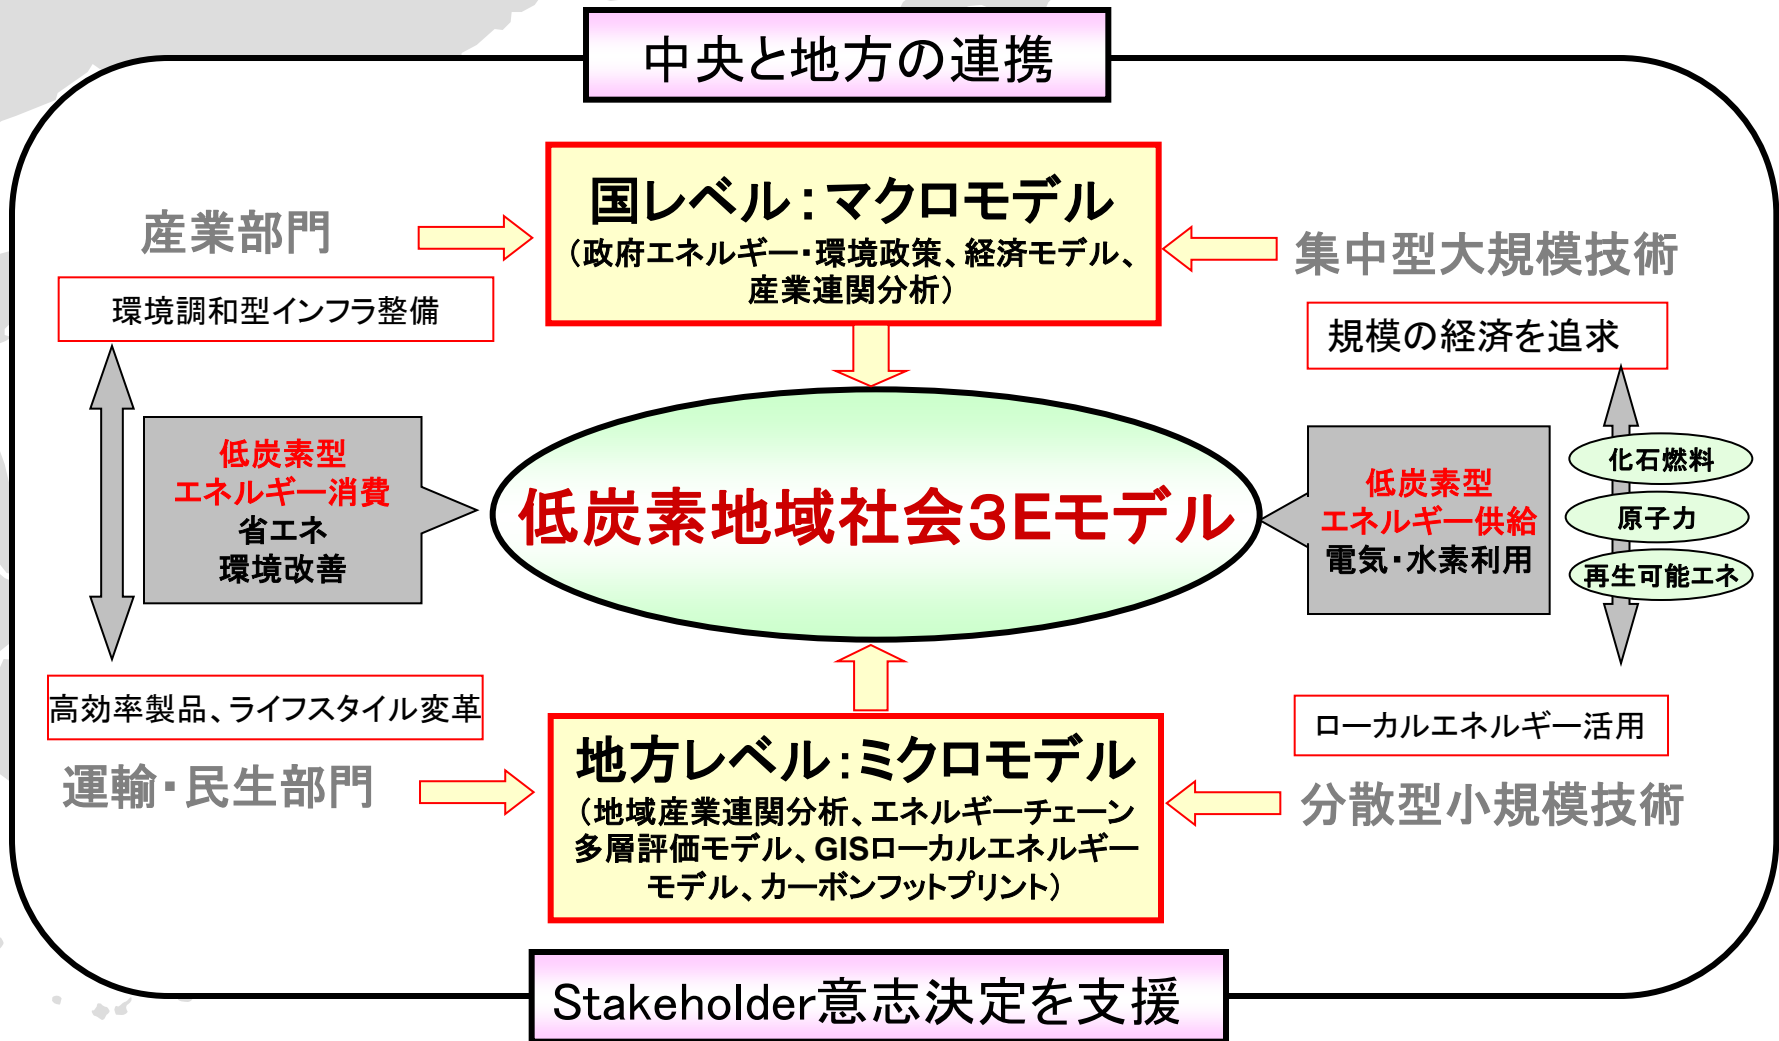 中央と地方の連携
国レベル：マクロモデル
（政府エネルギー・環境政策、経済モデル、
産業連関分析）
産業部門
集中型大規模技術
環境調和型インフラ整備
規模の経済を追求
低炭素型
エネルギー消費
省エネ
環境改善
低炭素地域社会３Ｅモデル
低炭素型
エネルギー供給
電気・水素利用
化石燃料
原子力
再生可能エネ
高効率製品、ライフスタイル変革
ローカルエネルギー活用
運輸・民生部門
分散型小規模技術
地方レベル：ミクロモデル
（地域産業連関分析、エネルギーチェーン
多層評価モデル、GISローカルエネルギー
モデル、カーボンフットプリント）
Stakeholder意志決定を支援